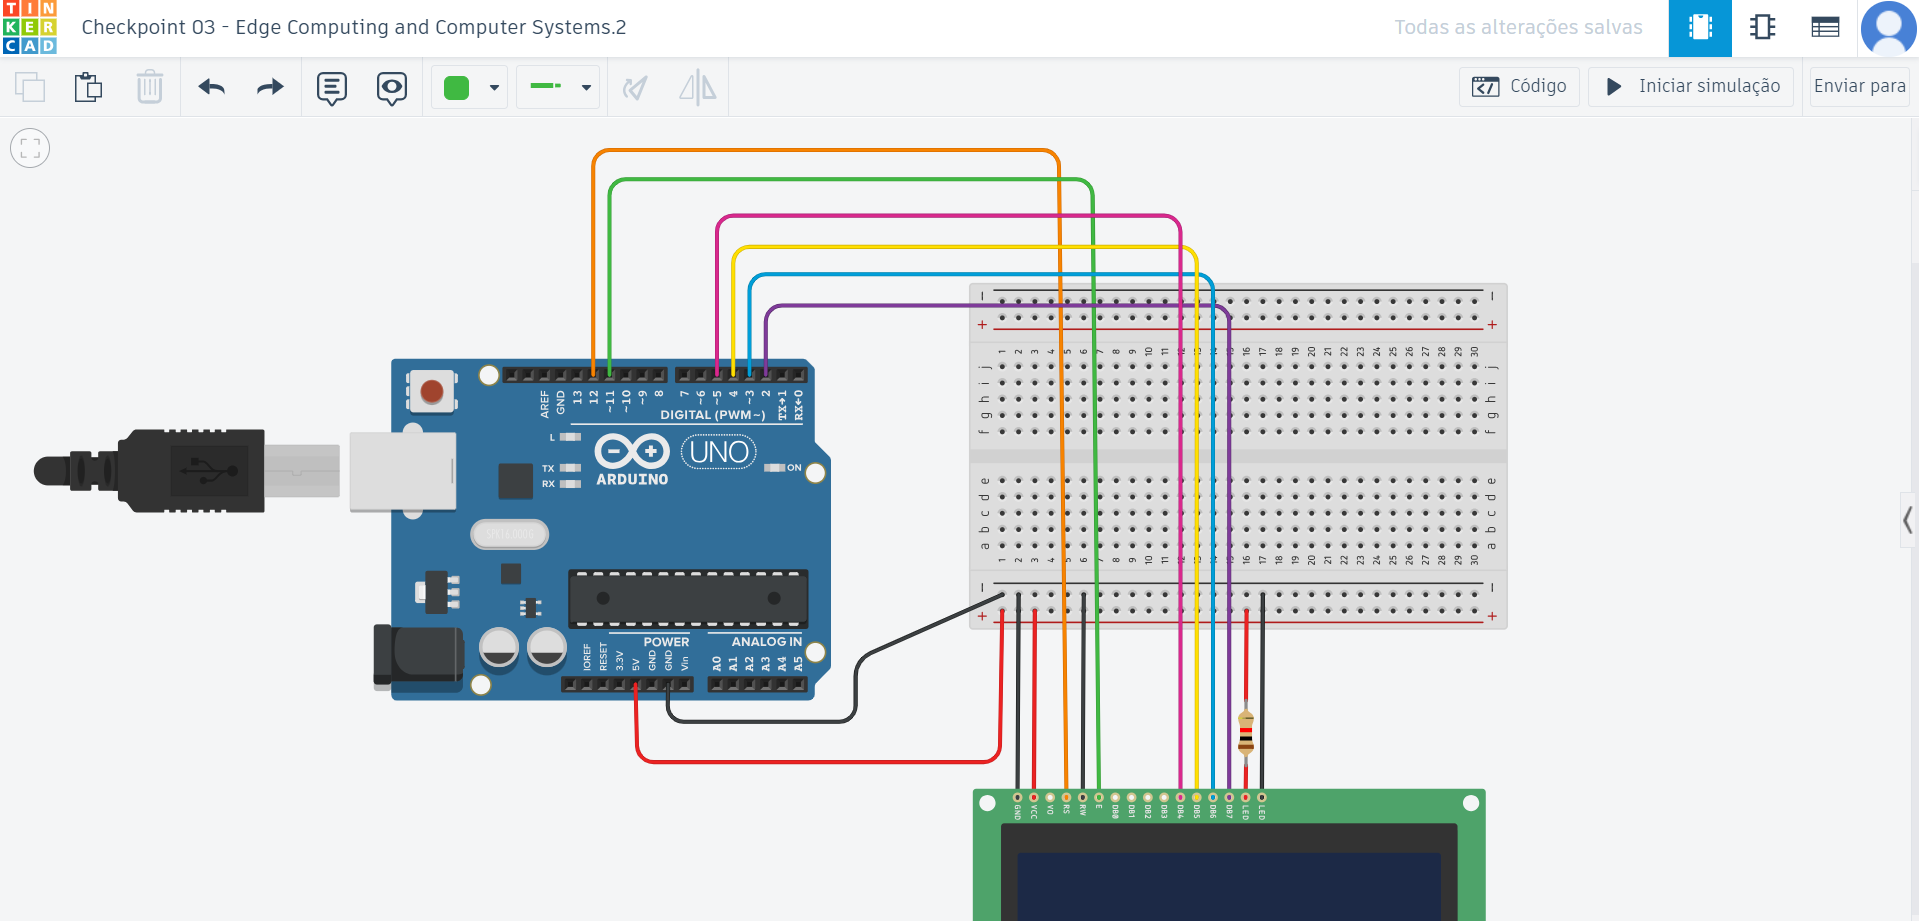 TIN
KER
CAD
Checkpoint 03 - Edge Computing and Computer Systems.2
Todas as alterações salvas
Código
Iniciar simulação
Enviar para
AREF
GND
13
12
~11
~10
~9
8
7
~6
~5
4
~3
2
TX→1
RX←0
DIGITAL (PWM~)
L
TX
RX
ARDUINO
UNO
ON
POWER
ANALOG IN
IOREF
RESET
3.3V
5V
GND
GND
Vin
A0
A1
A2
A3
A4
A5
1 2 3 4 5 6 7 8 9 10 11 12 13 14 15 16 17 18 19 20 21 22 23 24 25 26 27 28 29 30
j j
i i
h h
g g
f f
e e
d d
c c
b b
a a
1 2 3 4 5 6 7 8 9 10 11 12 13 14 15 16 17 18 19 20 21 22 23 24 25 26 27 28 29 30
GND
VCC
V0
RS
RW
E
DB0
DB1
DB2
DB3
DB4
DB5
DB6
DB7
LED
LED